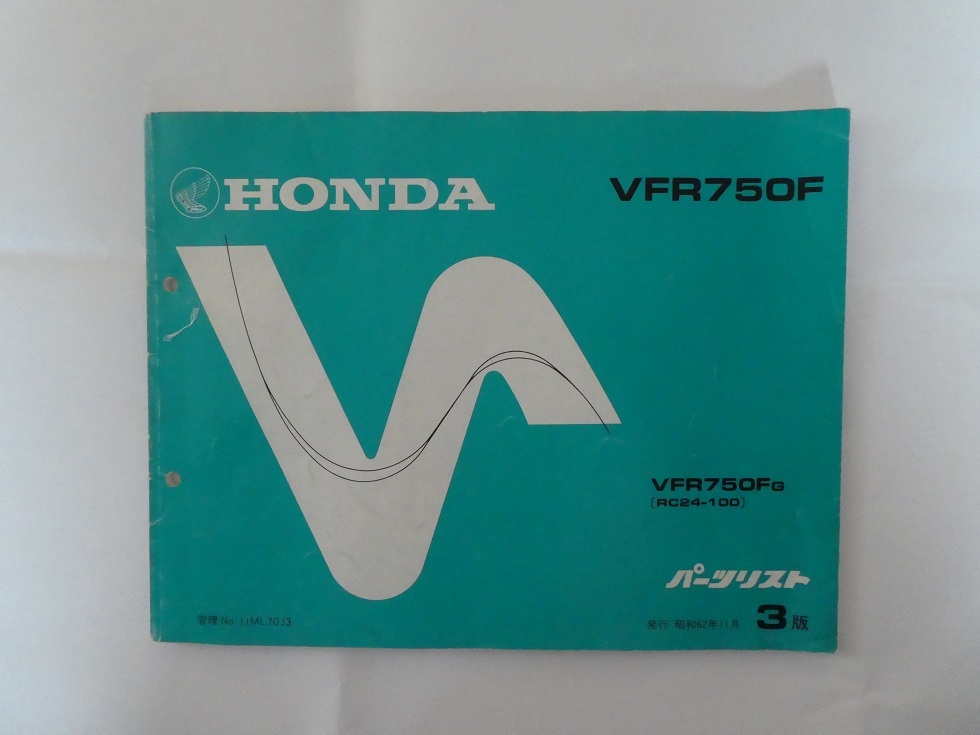 HONDA
VFR750F
VFR750FG
[RC24-100]
パーツリスト
管理No. 11ML7GJ3
発行 昭和62年11月 3版